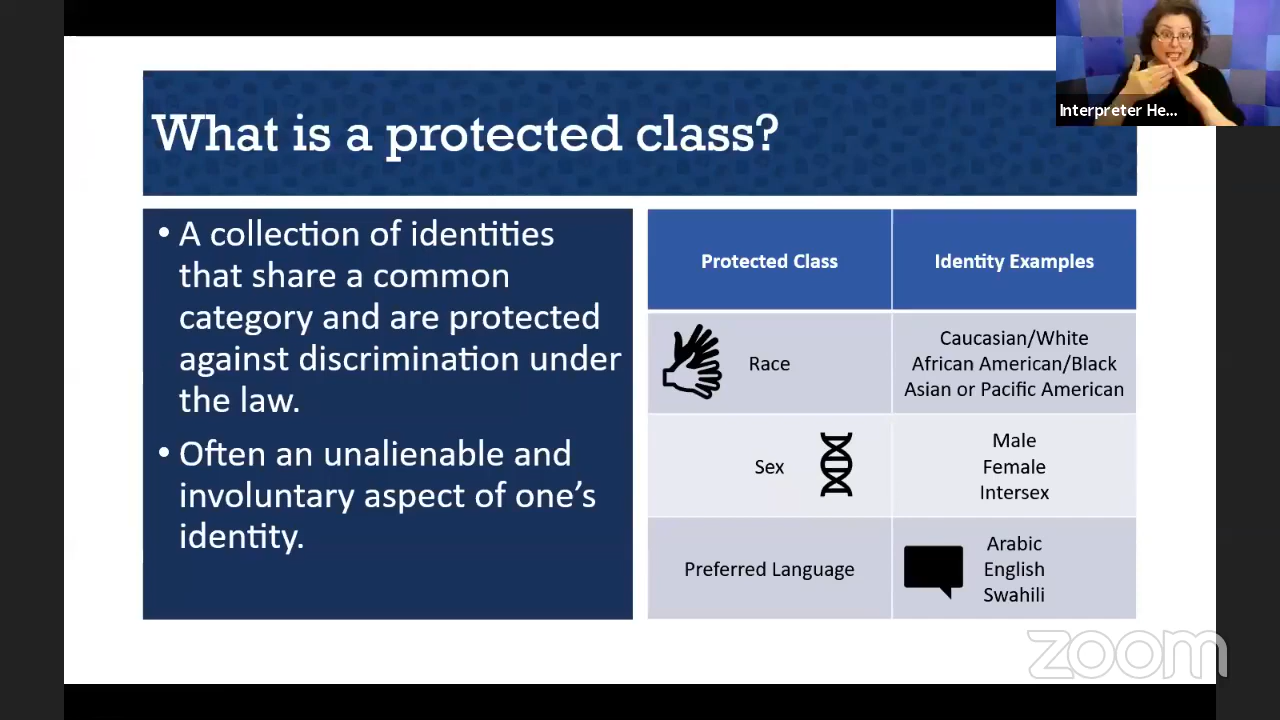 Interpreter He...
What is a protected class?
• A collection of identities
that share a common
category and are protected
against discrimination under
the law.
• Often an unalienable and
involuntary aspect of one's
identity.
Protected Class
Identity Examples
Race
Caucasian/White
African American/Black
Asian or Pacific American
Sex
Male
Female
Intersex
Preferred Language
Arabic
English
Swahili
zoom